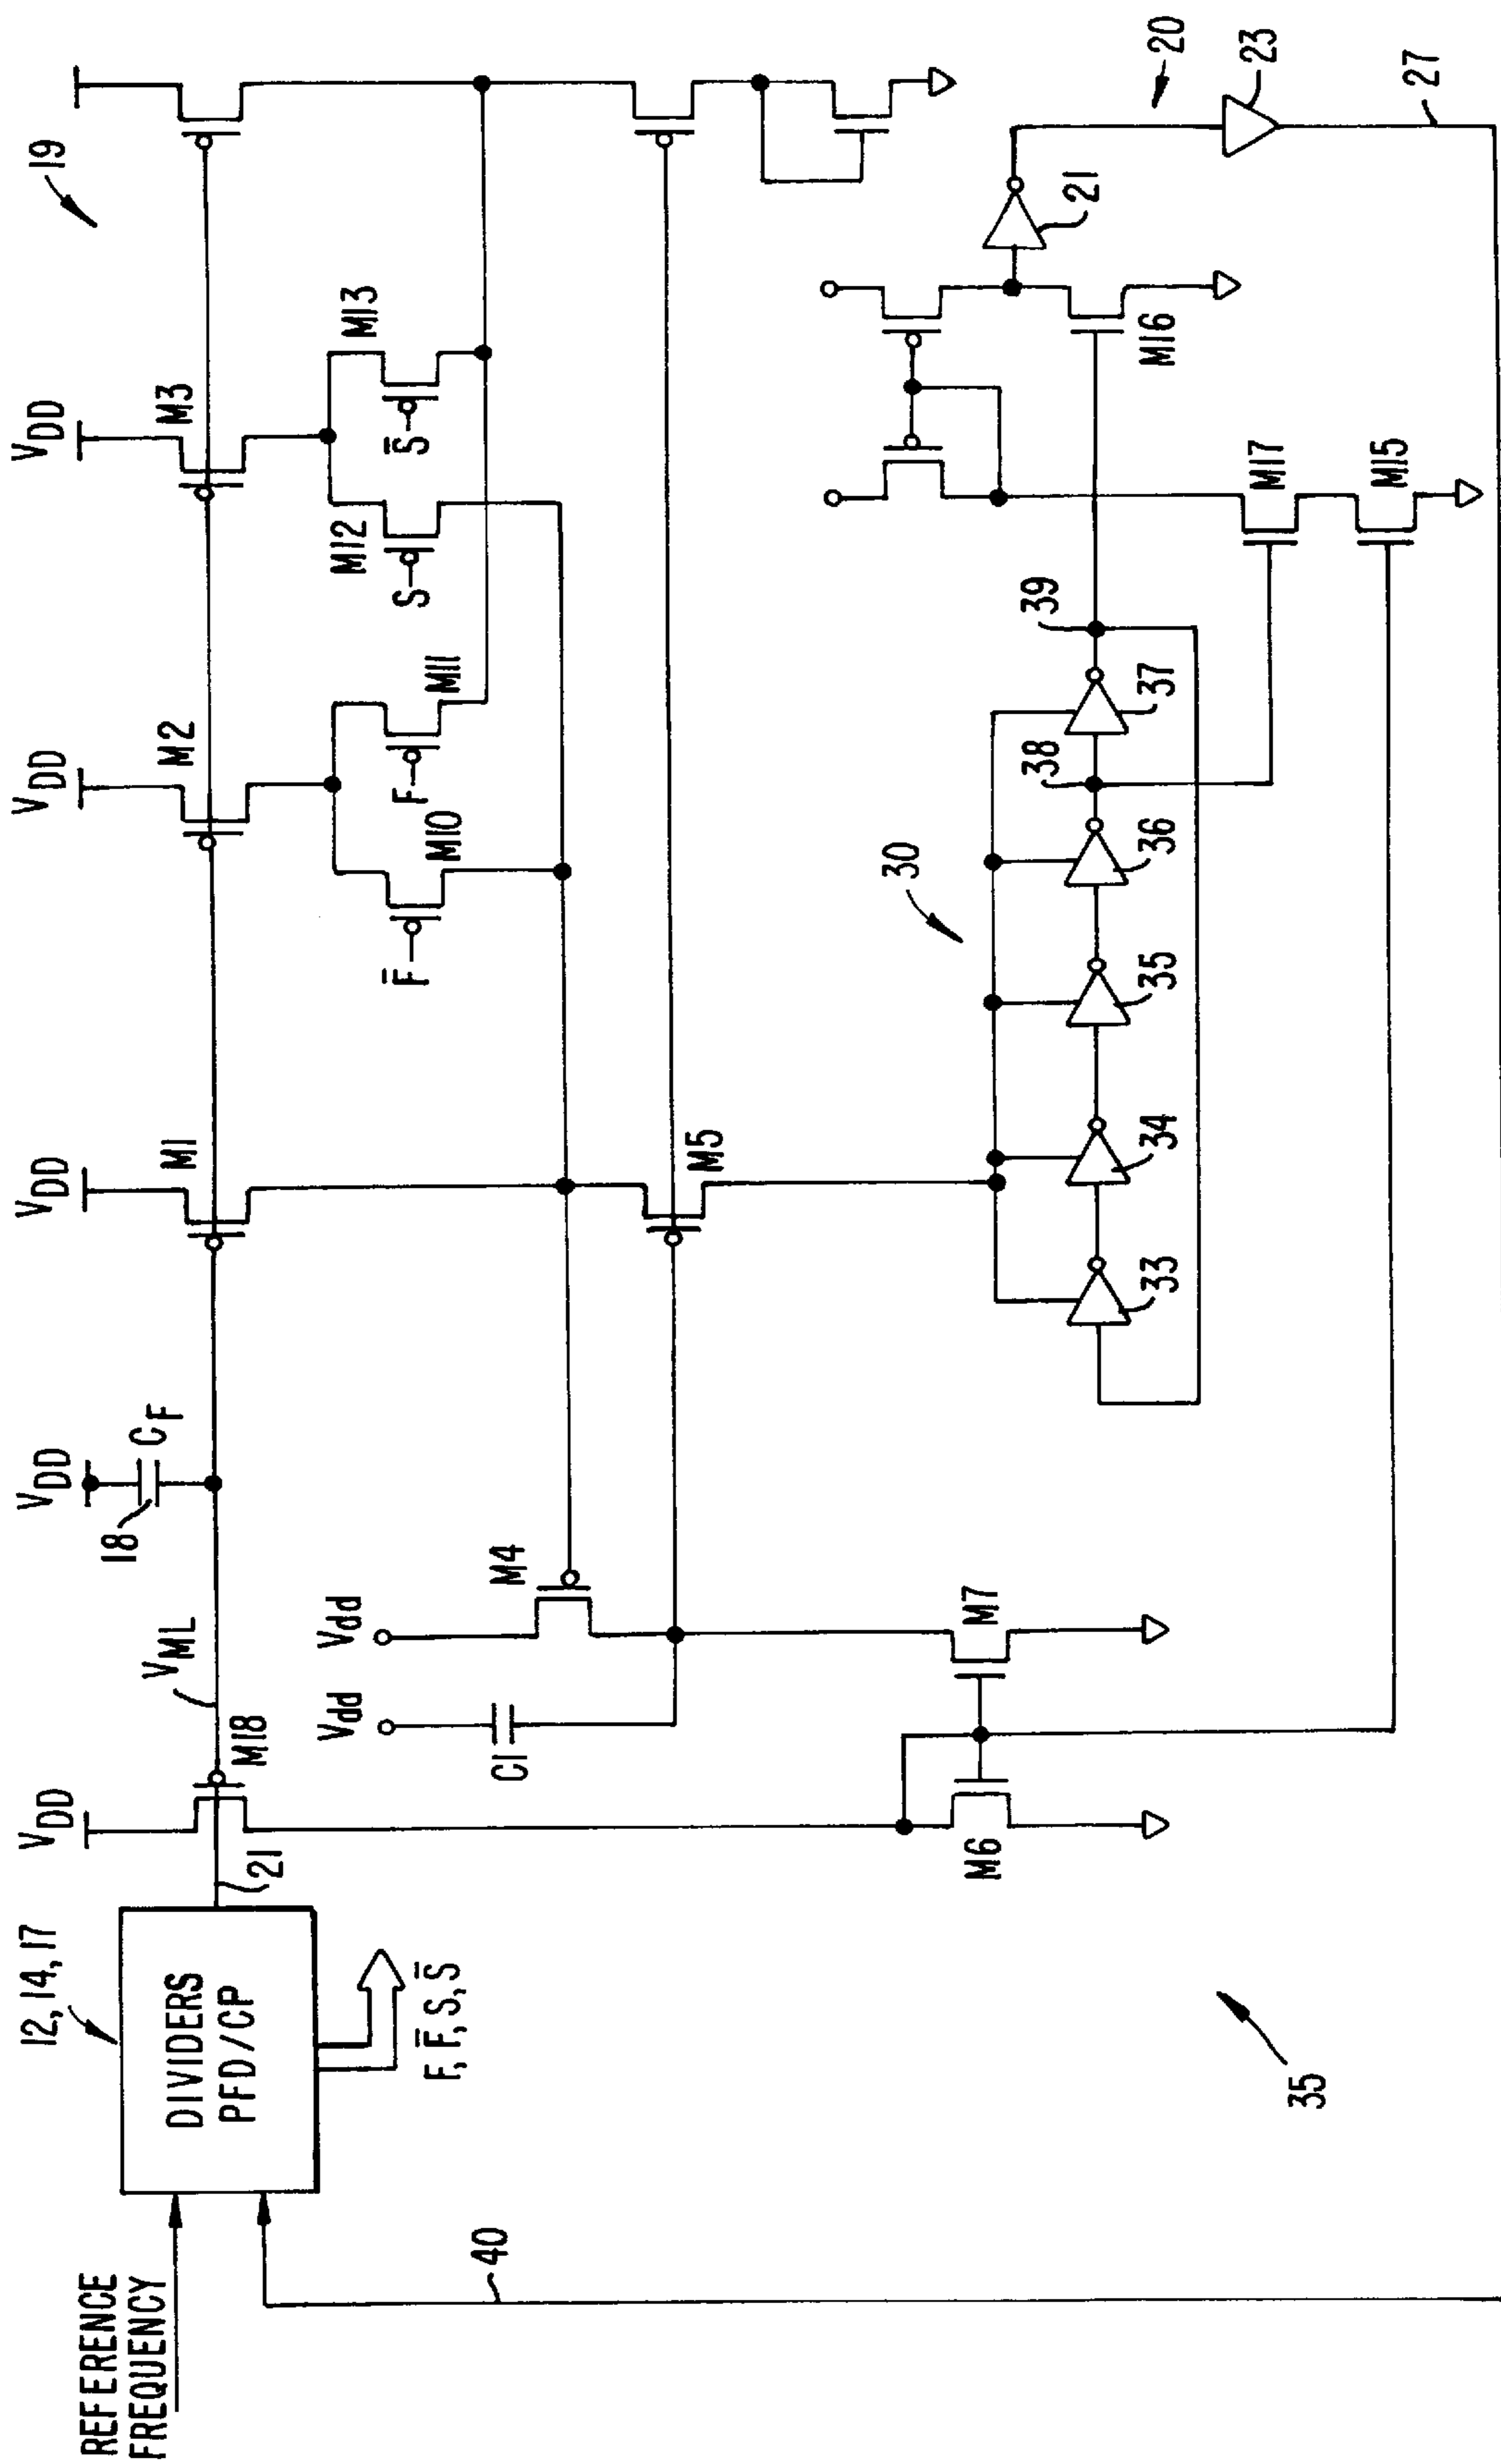 REFERENCE
FREQUENCY
12, 14, 17
DIVIDERS
PFD/CP
F, F̅, S, S̅
21
40
V_DD
M18
V_ML
V_DD
18
C_F
V_DD
M1
V_DD
M2
V_DD
M3
19
F̅
M10
F
M11
S
M12
S̅
M13
Vdd
C1
Vdd
M4
M5
M6
M7
30
33
34
35
36
37
38
39
M16
M17
M15
21
20
23
27
35